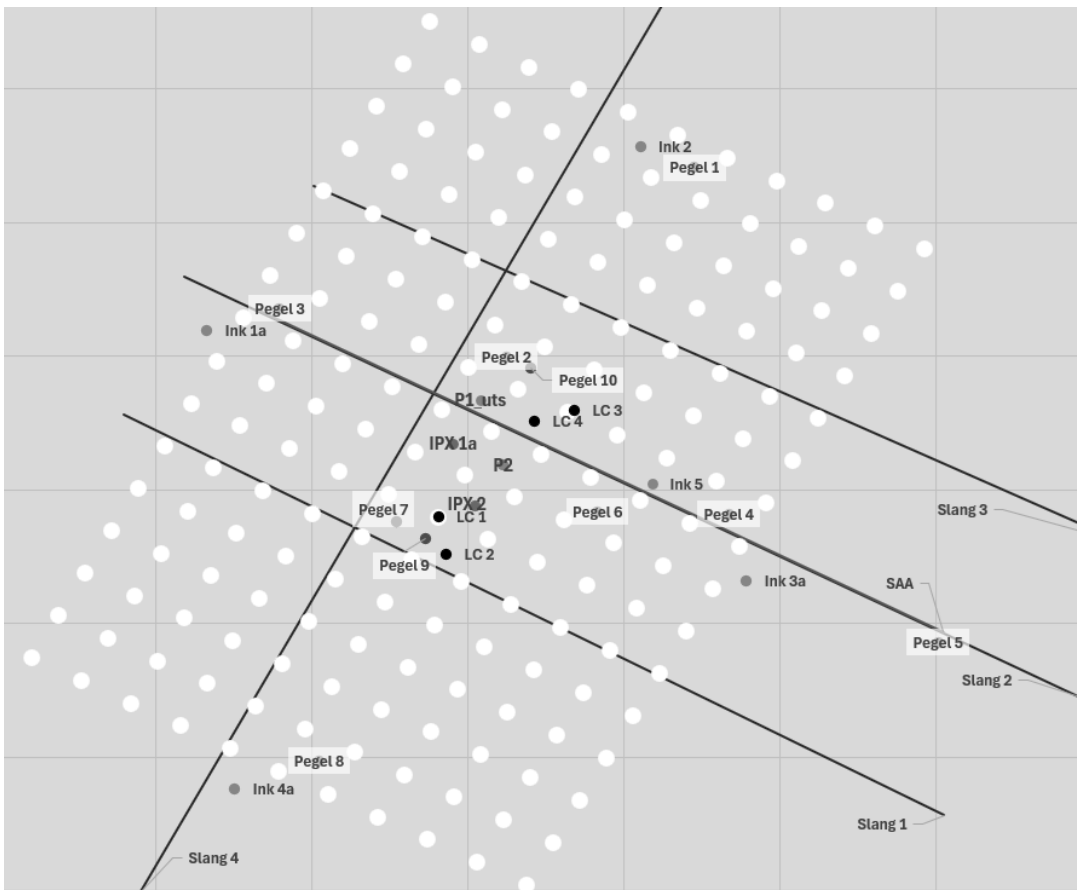 Ink 2
Pegel 1
Pegel 3
Ink 1a
Pegel 2
Pegel 10
P1_uts
LC 3
LC 4
IPX 1a
P2
Ink 5
IPX 2
Pegel 7
LC 1
Pegel 6
Pegel 4
Slang 3
LC 2
Pegel 9
Ink 3a
SAA
Pegel 5
Slang 2
Pegel 8
Ink 4a
Slang 1
Slang 4